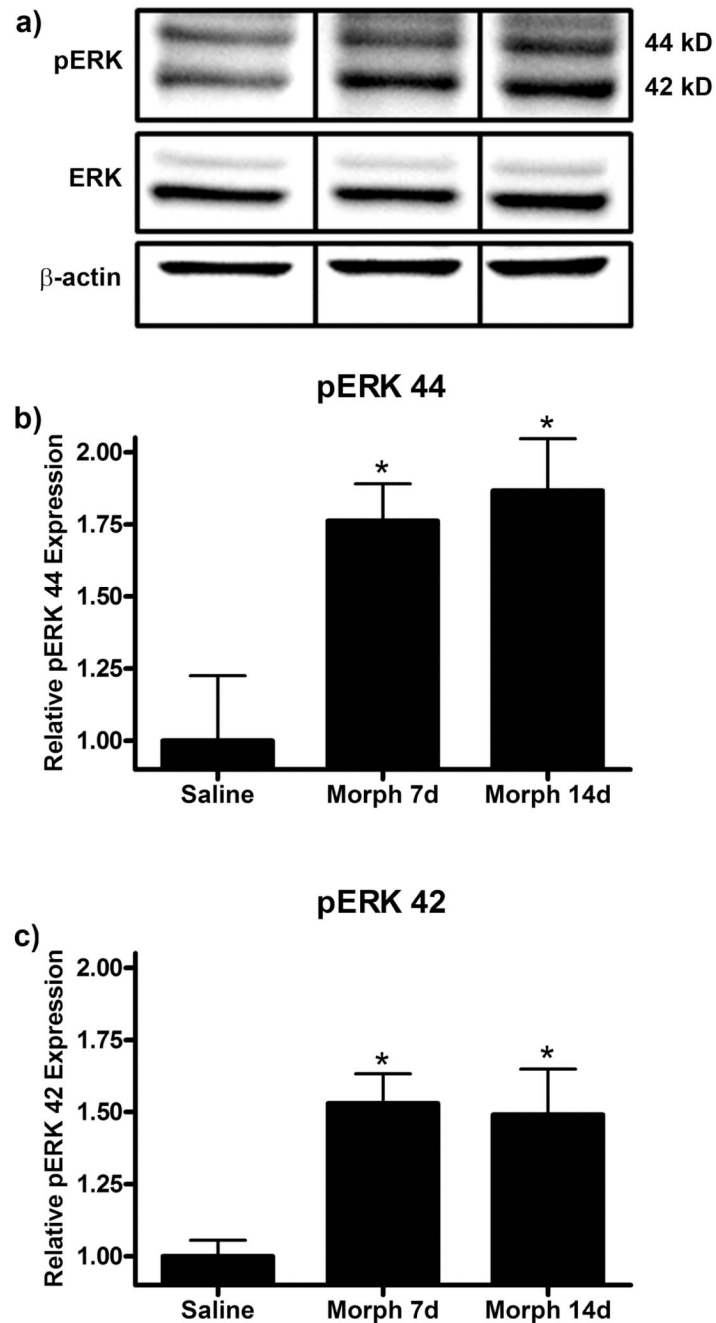 a)
pERK
44 kD
42 kD
ERK
β-actin
pERK 44
b)
Relative pERK 44 Expression
2.00
1.75
1.50
1.25
1.00
*
*
Saline Morph 7d Morph 14d
pERK 42
c)
Relative pERK 42 Expression
2.00
1.75
1.50
1.25
1.00
*
*
Saline Morph 7d Morph 14d